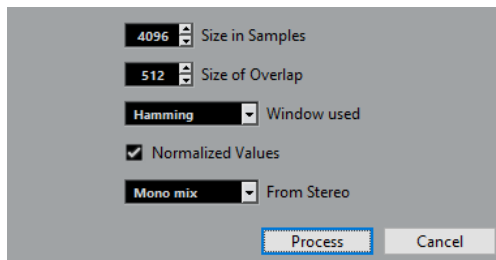 4096 Size in Samples
512 Size of Overlap
Hamming Window used
Normalized Values
Mono mix From Stereo
Process Cancel